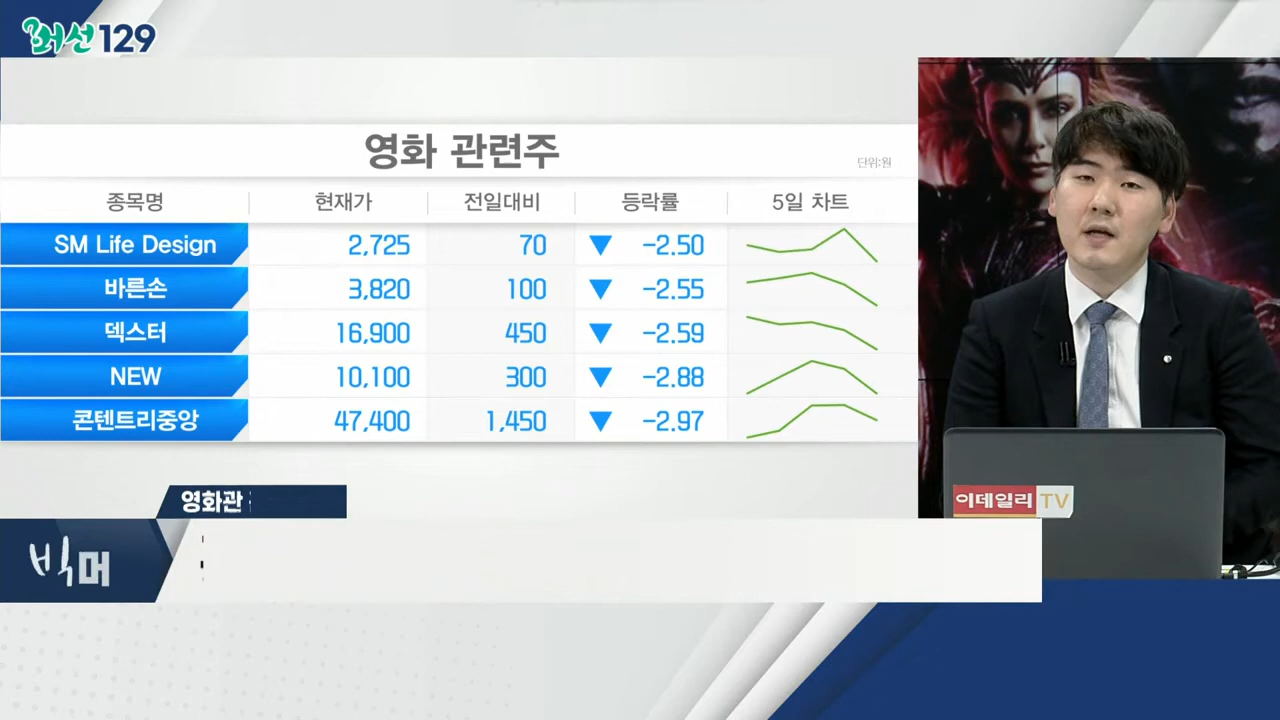 머선129
영화 관련주
단위:원
종목명 현재가 전일대비 등락률 5일 차트
SM Life Design 2,725 70 ▼ -2.50
바른손 3,820 100 ▼ -2.55
덱스터 16,900 450 ▼ -2.59
NEW 10,100 300 ▼ -2.88
콘텐트리중앙 47,400 1,450 ▼ -2.97
이데일리TV
영화관
빅머